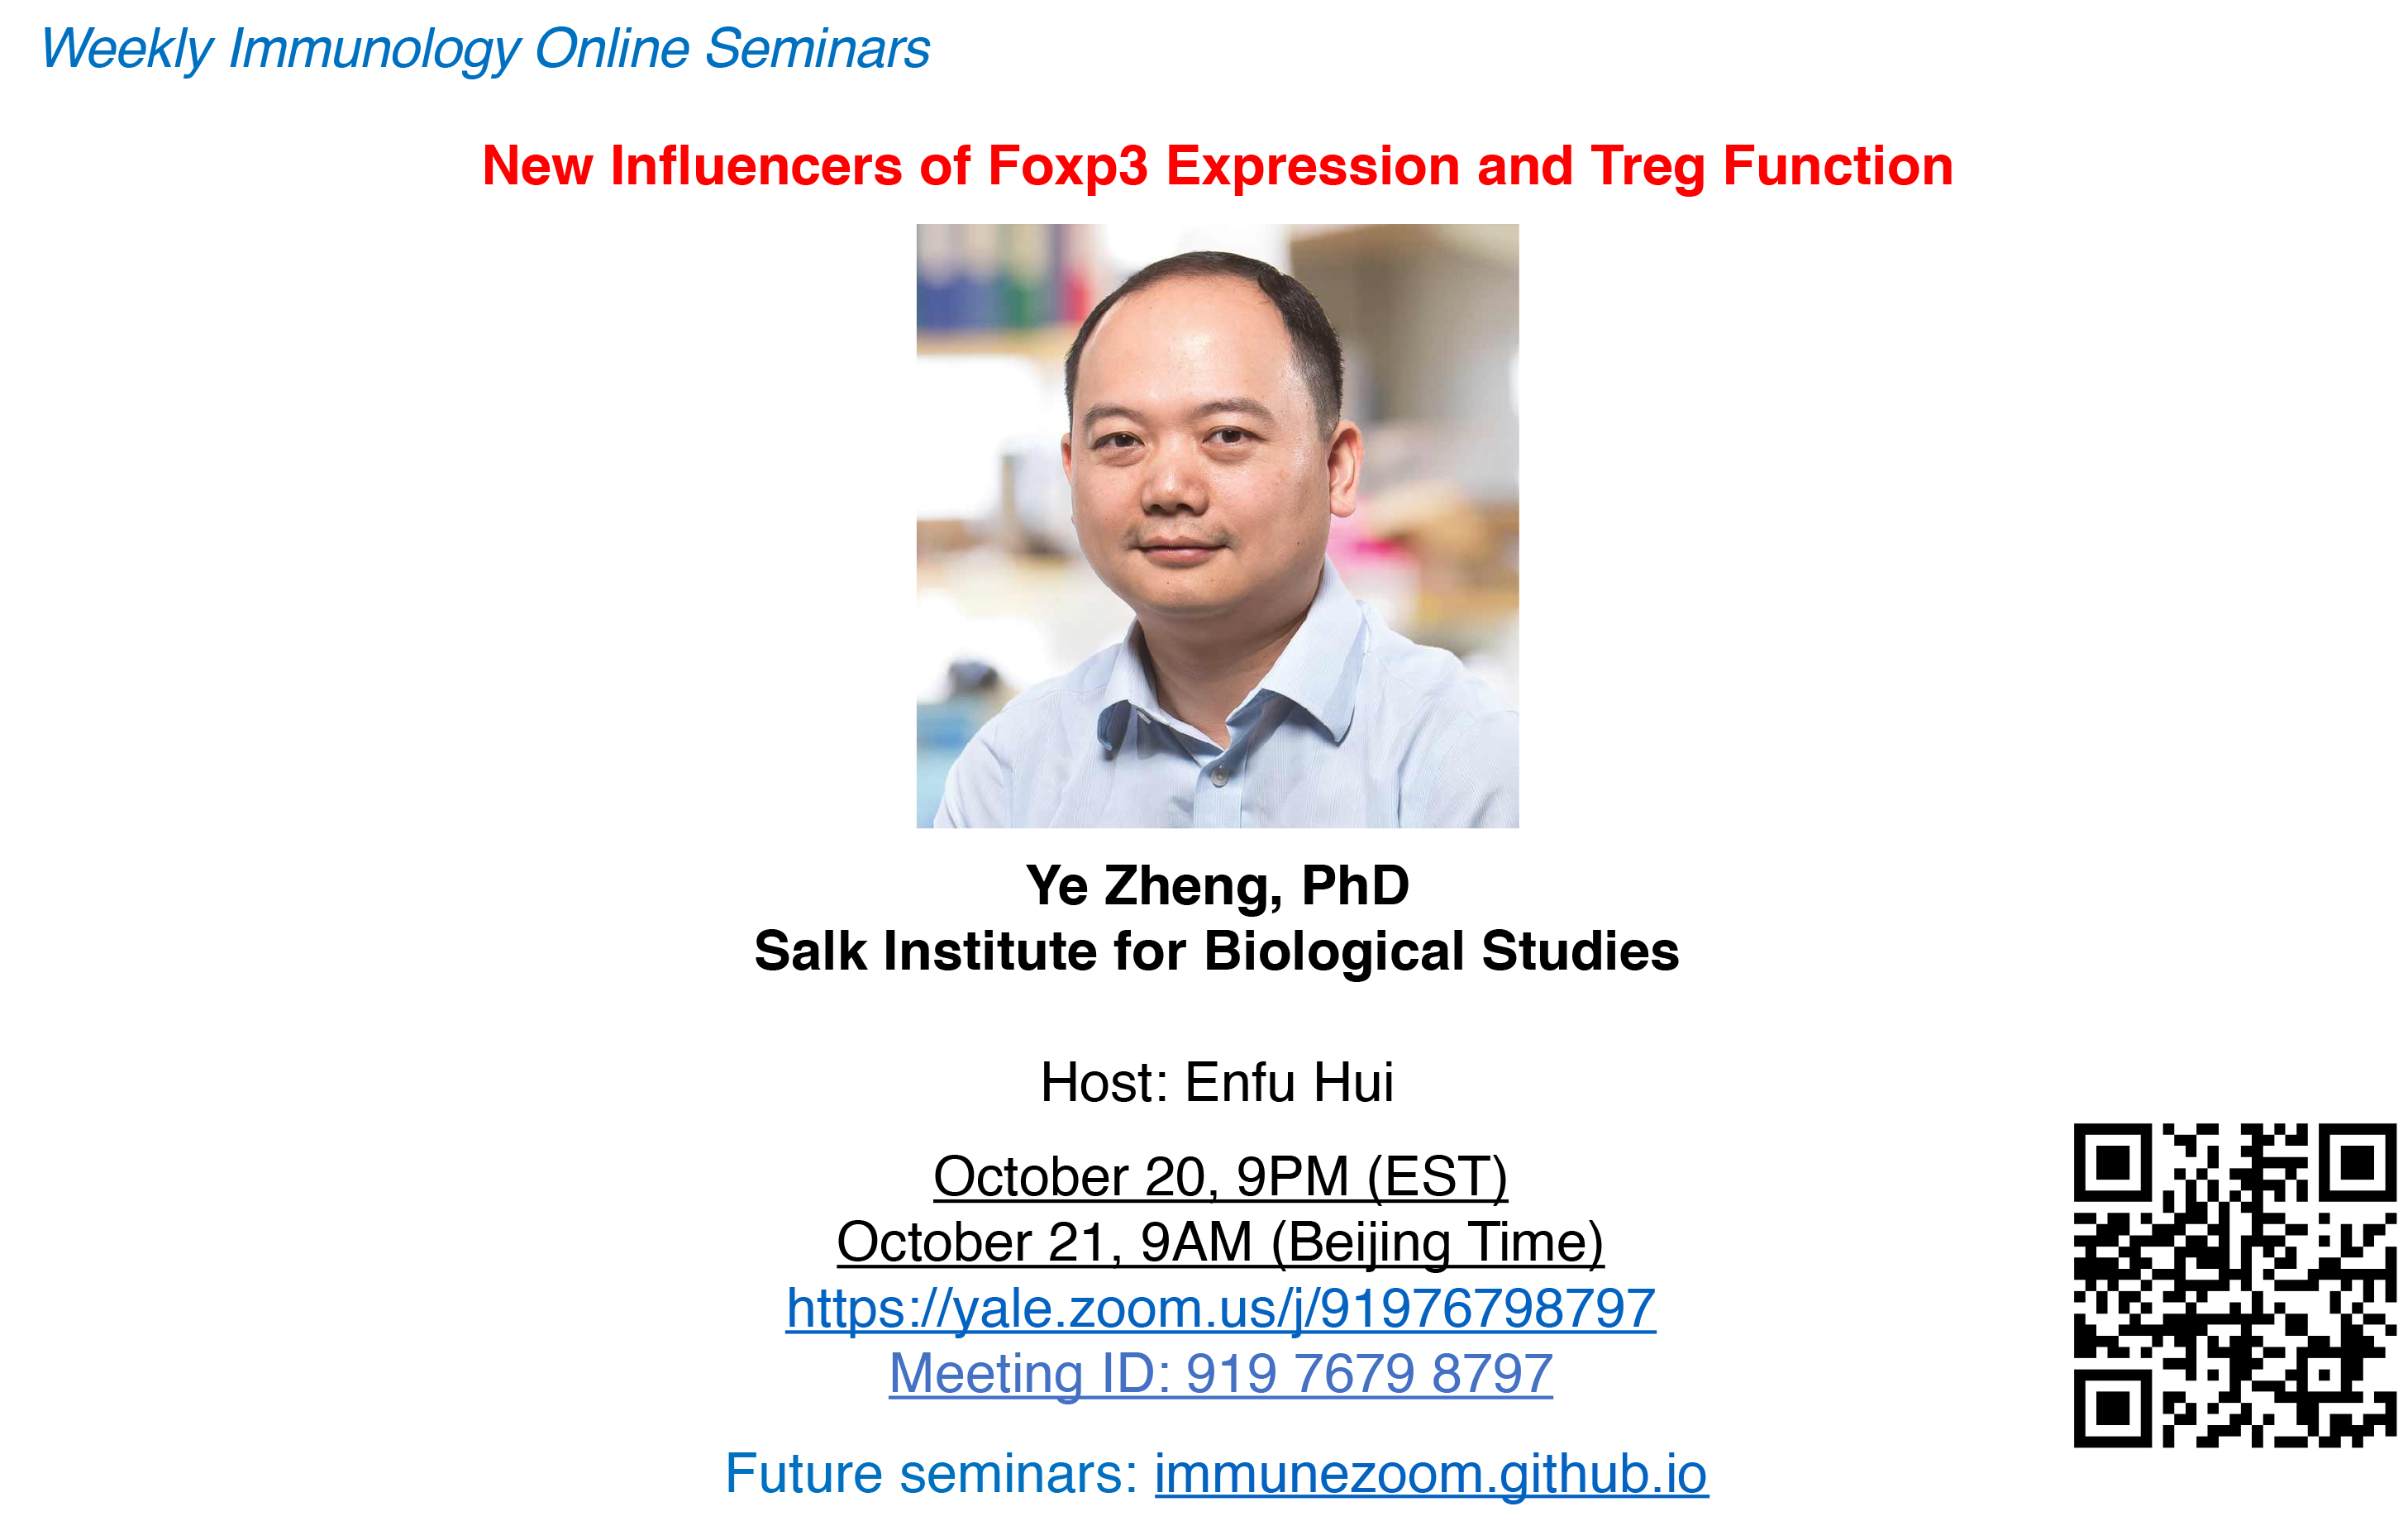 Weekly Immunology Online Seminars
New Influencers of Foxp3 Expression and Treg Function
Ye Zheng, PhD
Salk Institute for Biological Studies
Host: Enfu Hui
October 20, 9PM (EST)
October 21, 9AM (Beijing Time)
https://yale.zoom.us/j/91976798797
Meeting ID: 919 7679 8797
Future seminars: immunezoom.github.io